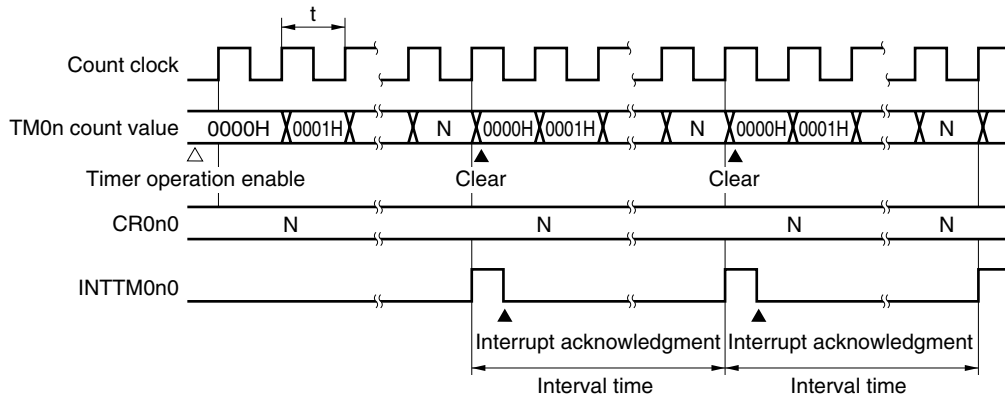 t
Count clock
TM0n count value 0000H 0001H N 0000H 0001H N 0000H 0001H N
Timer operation enable Clear Clear
CR0n0 N N N N
INTTM0n0
Interrupt acknowledgment Interrupt acknowledgment
Interval time Interval time